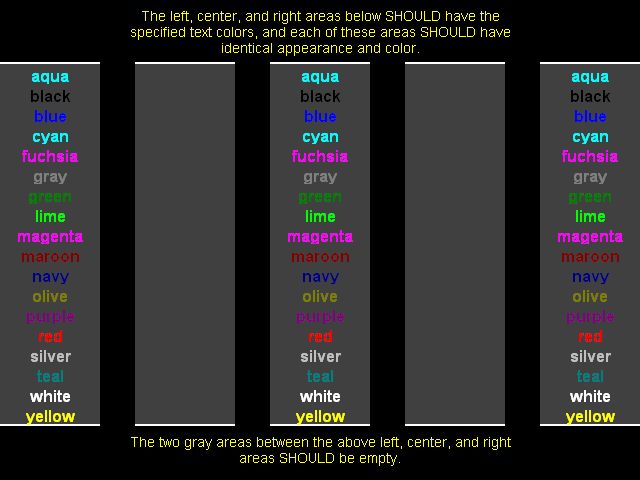 The left, center, and right areas below SHOULD have the
specified text colors, and each of these areas SHOULD have
identical appearance and color.
aqua aqua aqua
black black black
blue blue blue
cyan cyan cyan
fuchsia fuchsia fuchsia
gray gray gray
green green green
lime lime lime
magenta magenta magenta
maroon maroon maroon
navy navy navy
olive olive olive
purple purple purple
red red red
silver silver silver
teal teal teal
white white white
yellow yellow yellow
The two gray areas between the above left, center, and right
areas SHOULD be empty.